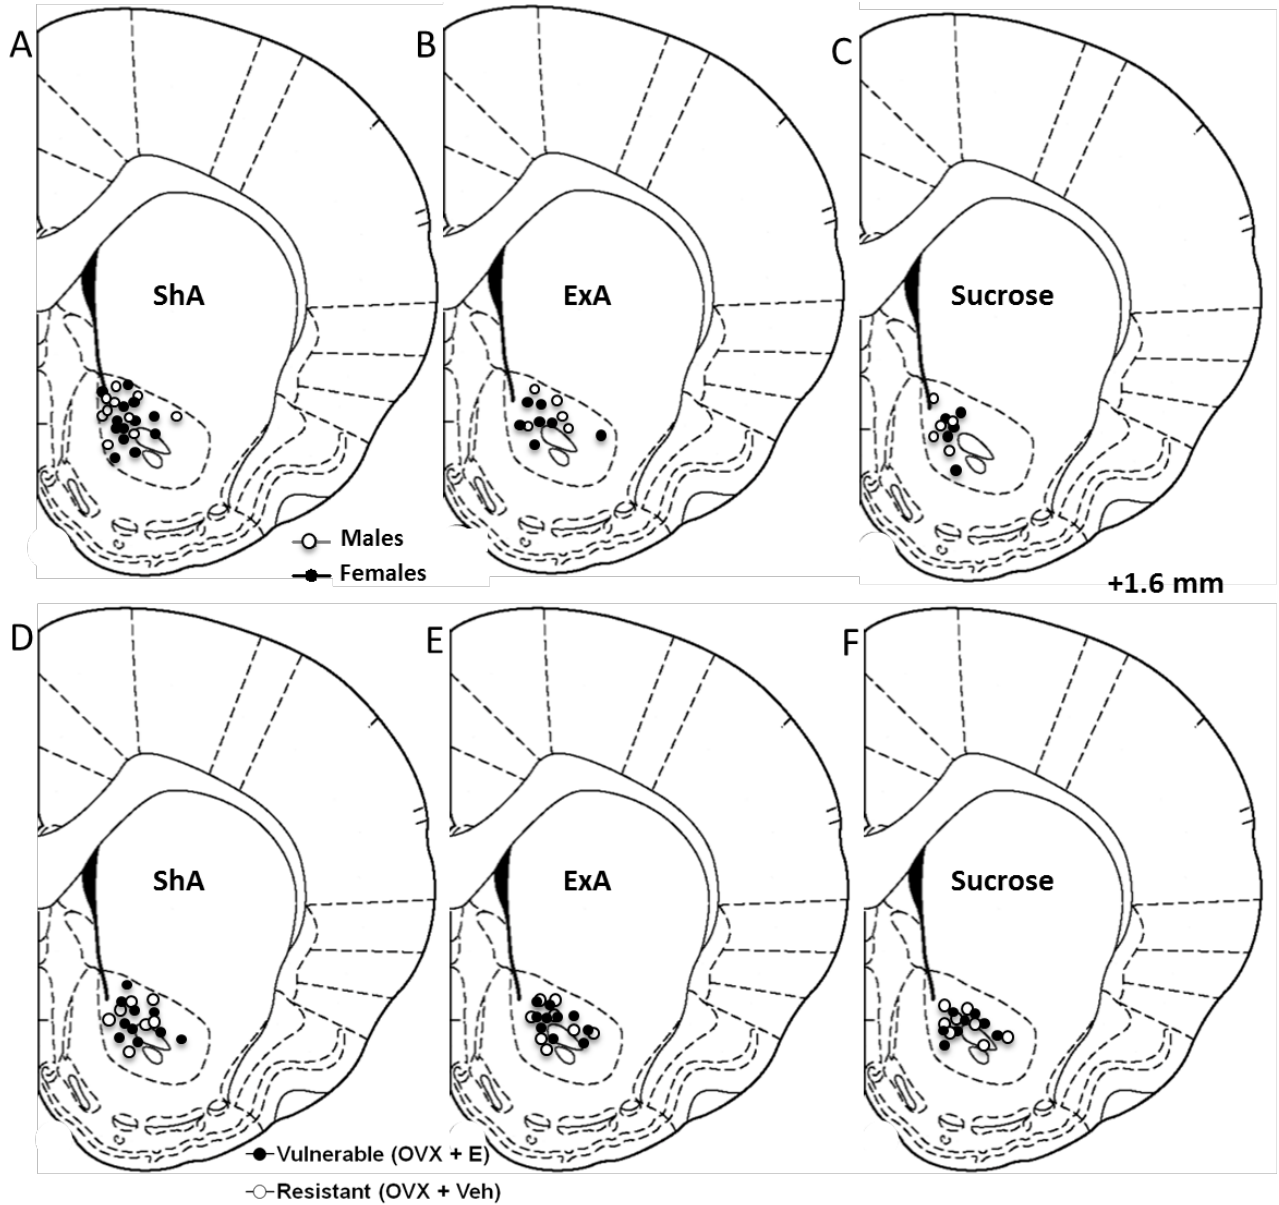 A
B
C
ShA
ExA
Sucrose
Males
Females
+1.6 mm
D
E
F
ShA
ExA
Sucrose
Vulnerable (OVX + E)
Resistant (OVX + Veh)